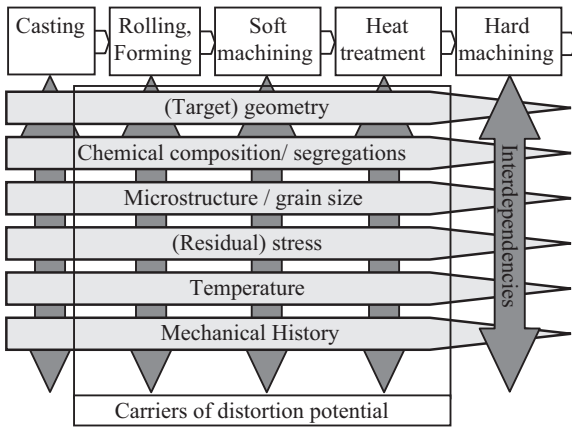 Casting
Rolling,
Forming
Soft
machining
Heat
treatment
Hard
machining
(Target) geometry
Chemical composition/ segregations
Microstructure / grain size
(Residual) stress
Temperature
Mechanical History
Interdependencies
Carriers of distortion potential